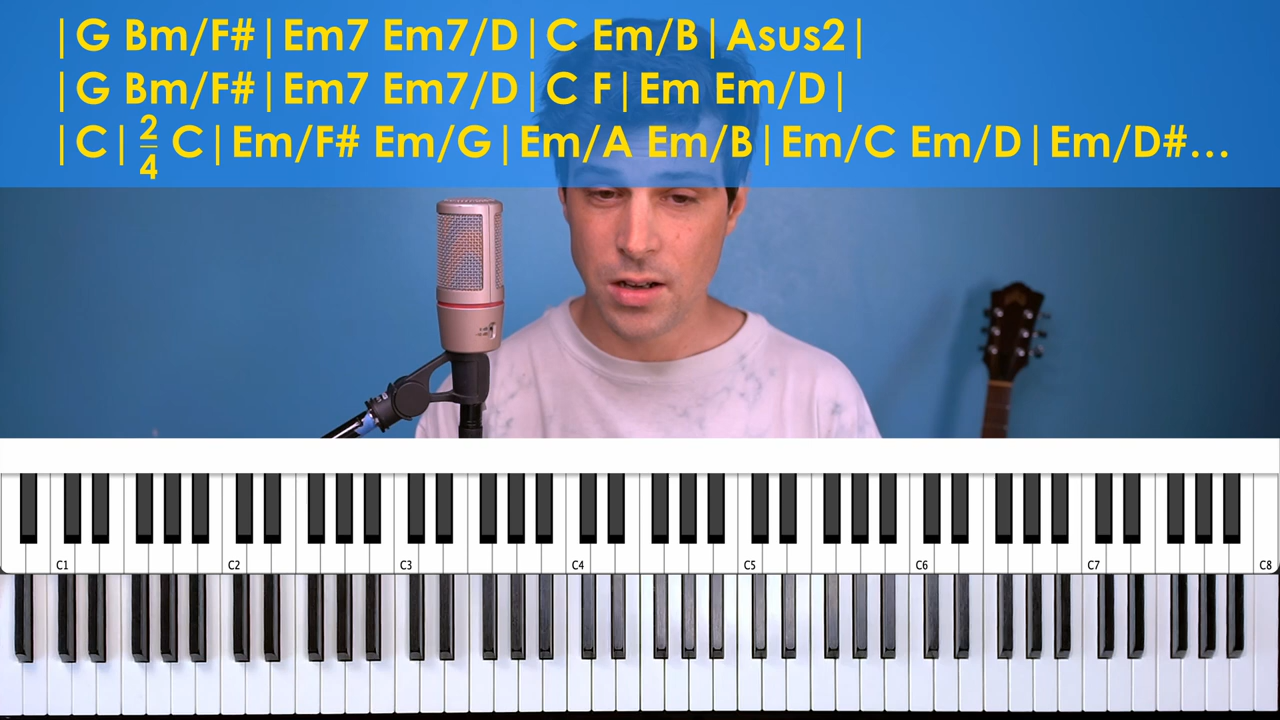 |G Bm/F#|Em7 Em7/D|C Em/B|Asus2|
|G Bm/F#|Em7 Em7/D|C F|Em Em/D|
|C|2/4 C|Em/F# Em/G|Em/A Em/B|Em/C Em/D|Em/D#...
C1 C2 C3 C4 C5 C6 C7 C8